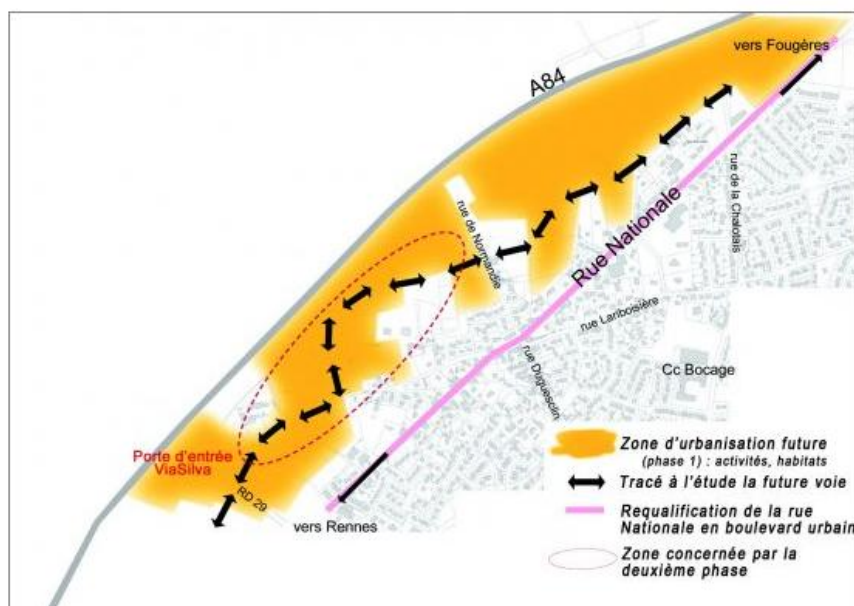 vers Fougères
A84
rue de la Chalotais
rue de Normandie
Rue Nationale
rue Lariboisière
rue Duguesclin
Cc Bocage
Porte d'entrée
ViaSilva
RD 29
vers Rennes
Zone d'urbanisation future
(phase 1) : activités, habitats
Tracé à l'étude la future voie
Requalification de la rue
Nationale en boulevard urbain
Zone concernée par la
deuxième phase